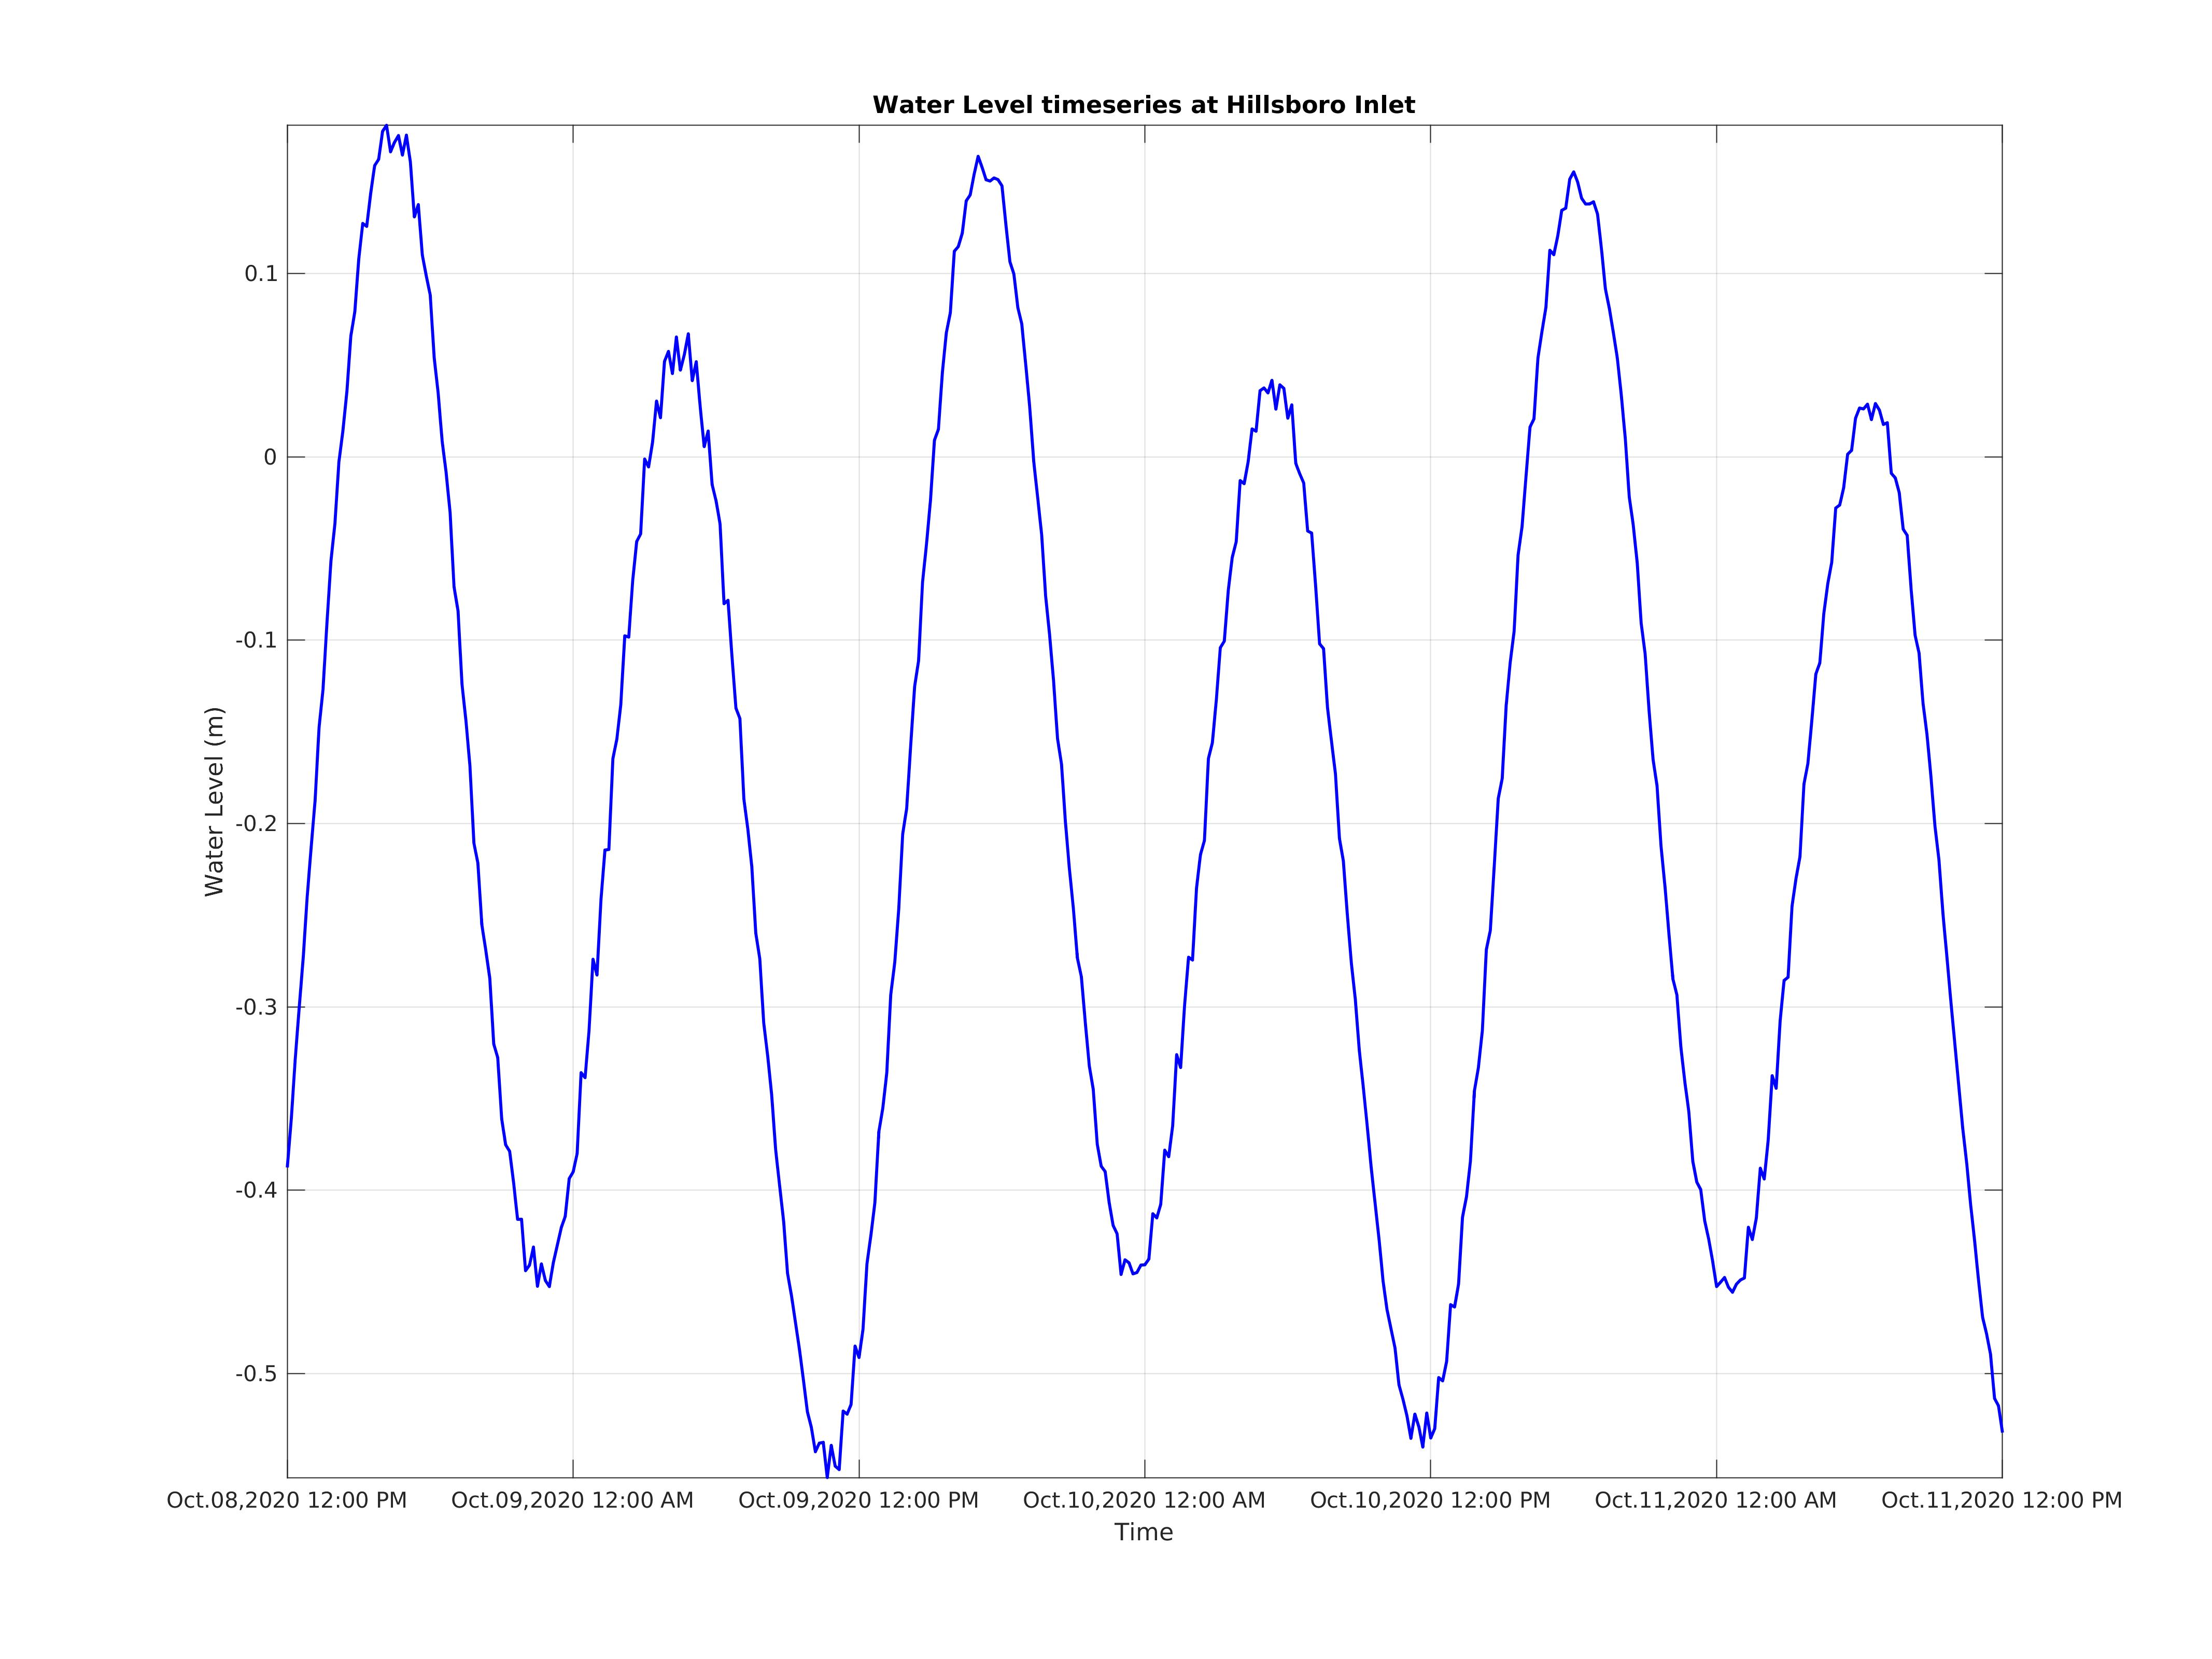 Water Level timeseries at Hillsboro Inlet
0.1
0
-0.1
-0.2
-0.3
-0.4
-0.5
Water Level (m)
Oct.08,2020 12:00 PM Oct.09,2020 12:00 AM Oct.09,2020 12:00 PM Oct.10,2020 12:00 AM Oct.10,2020 12:00 PM Oct.11,2020 12:00 AM Oct.11,2020 12:00 PM
Time